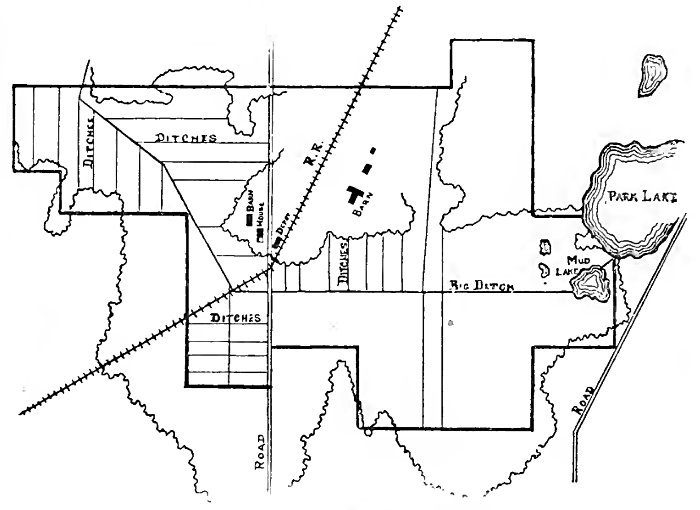 DITCHES
DITCHES
R.R.
BARN
HOUSE
DEPOT
BARN
PARK LAKE
DITCHES
MUD
LAKE
BIG DITCH
DITCHES
ROAD
ROAD